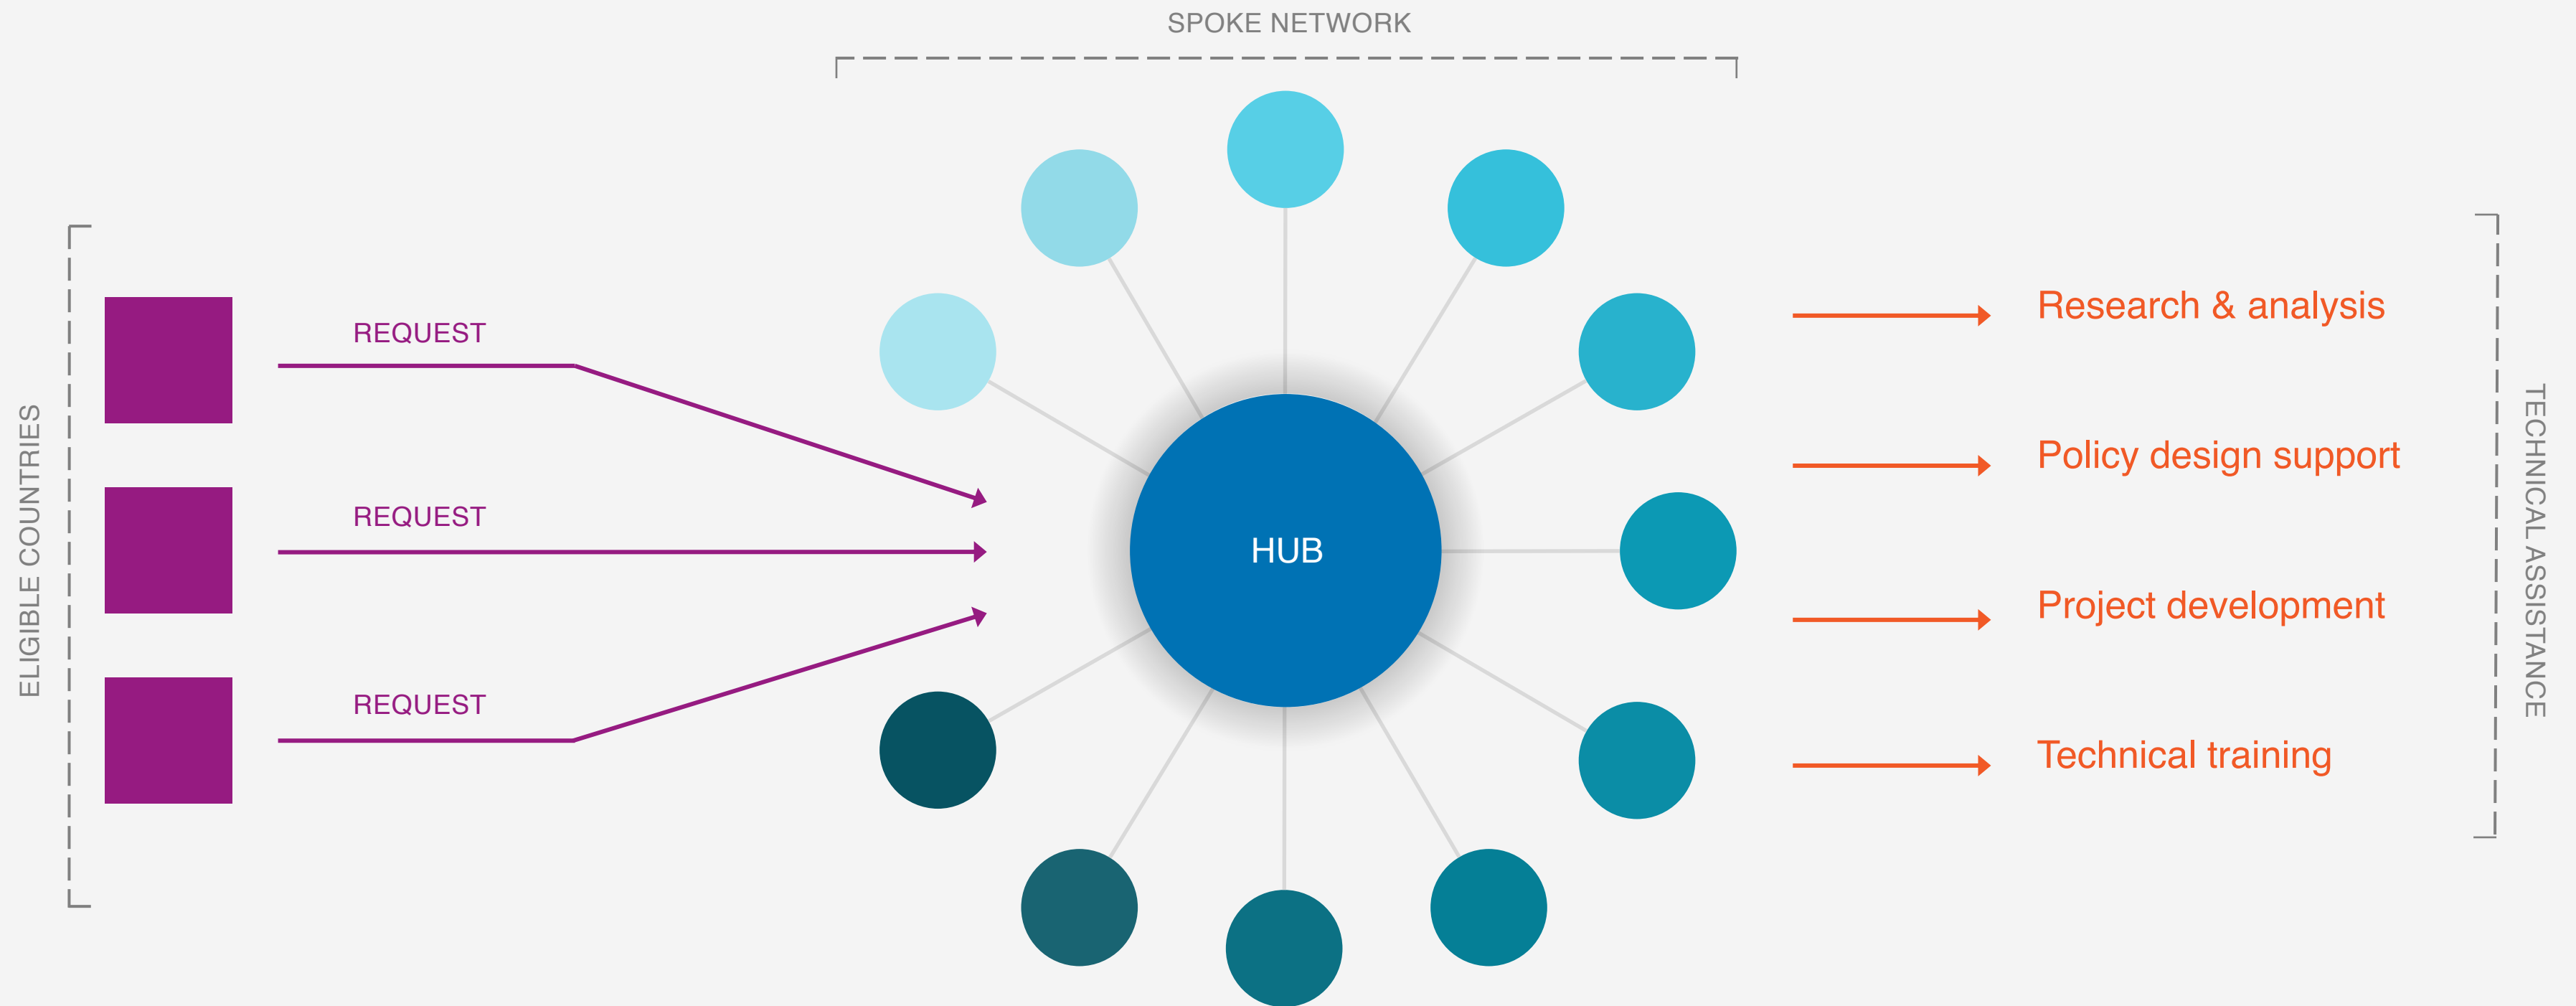 SPOKE NETWORK
ELIGIBLE COUNTRIES
REQUEST
REQUEST
REQUEST
HUB
Research & analysis
Policy design support
Project development
Technical training
TECHNICAL ASSISTANCE